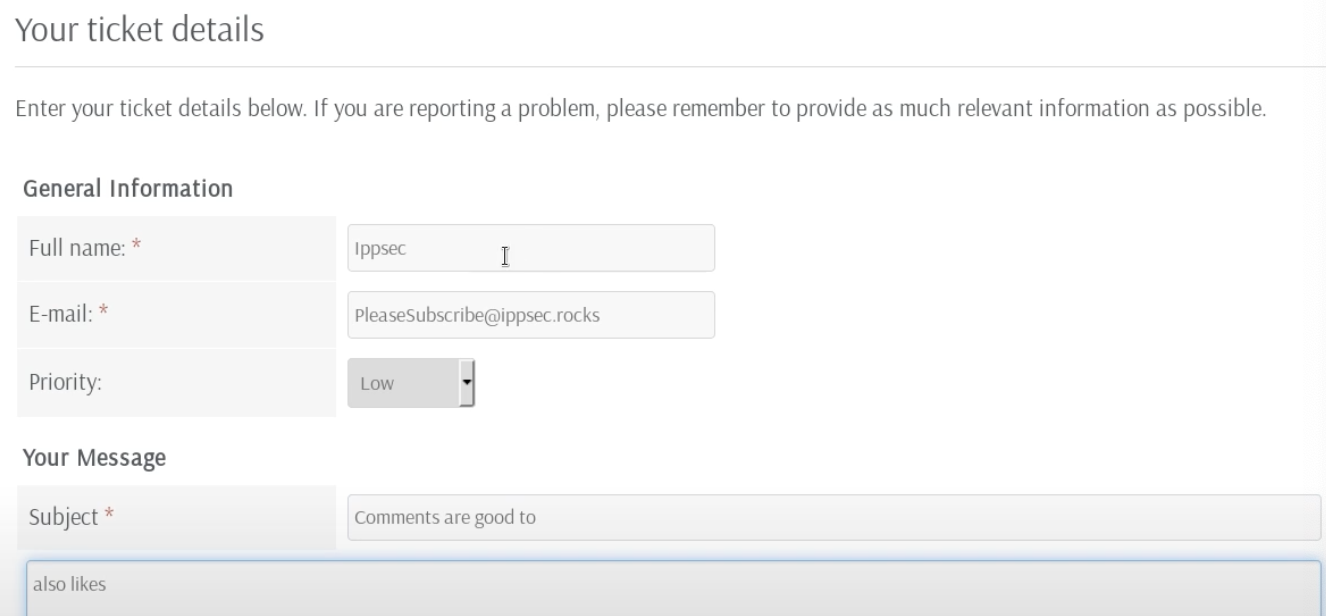 Your ticket details
Enter your ticket details below. If you are reporting a problem, please remember to provide as much relevant information as possible.
General Information
Full name: *
Ippsec
E-mail: *
PleaseSubscribe@ippsec.rocks
Priority:
Low
Your Message
Subject *
Comments are good to
also likes